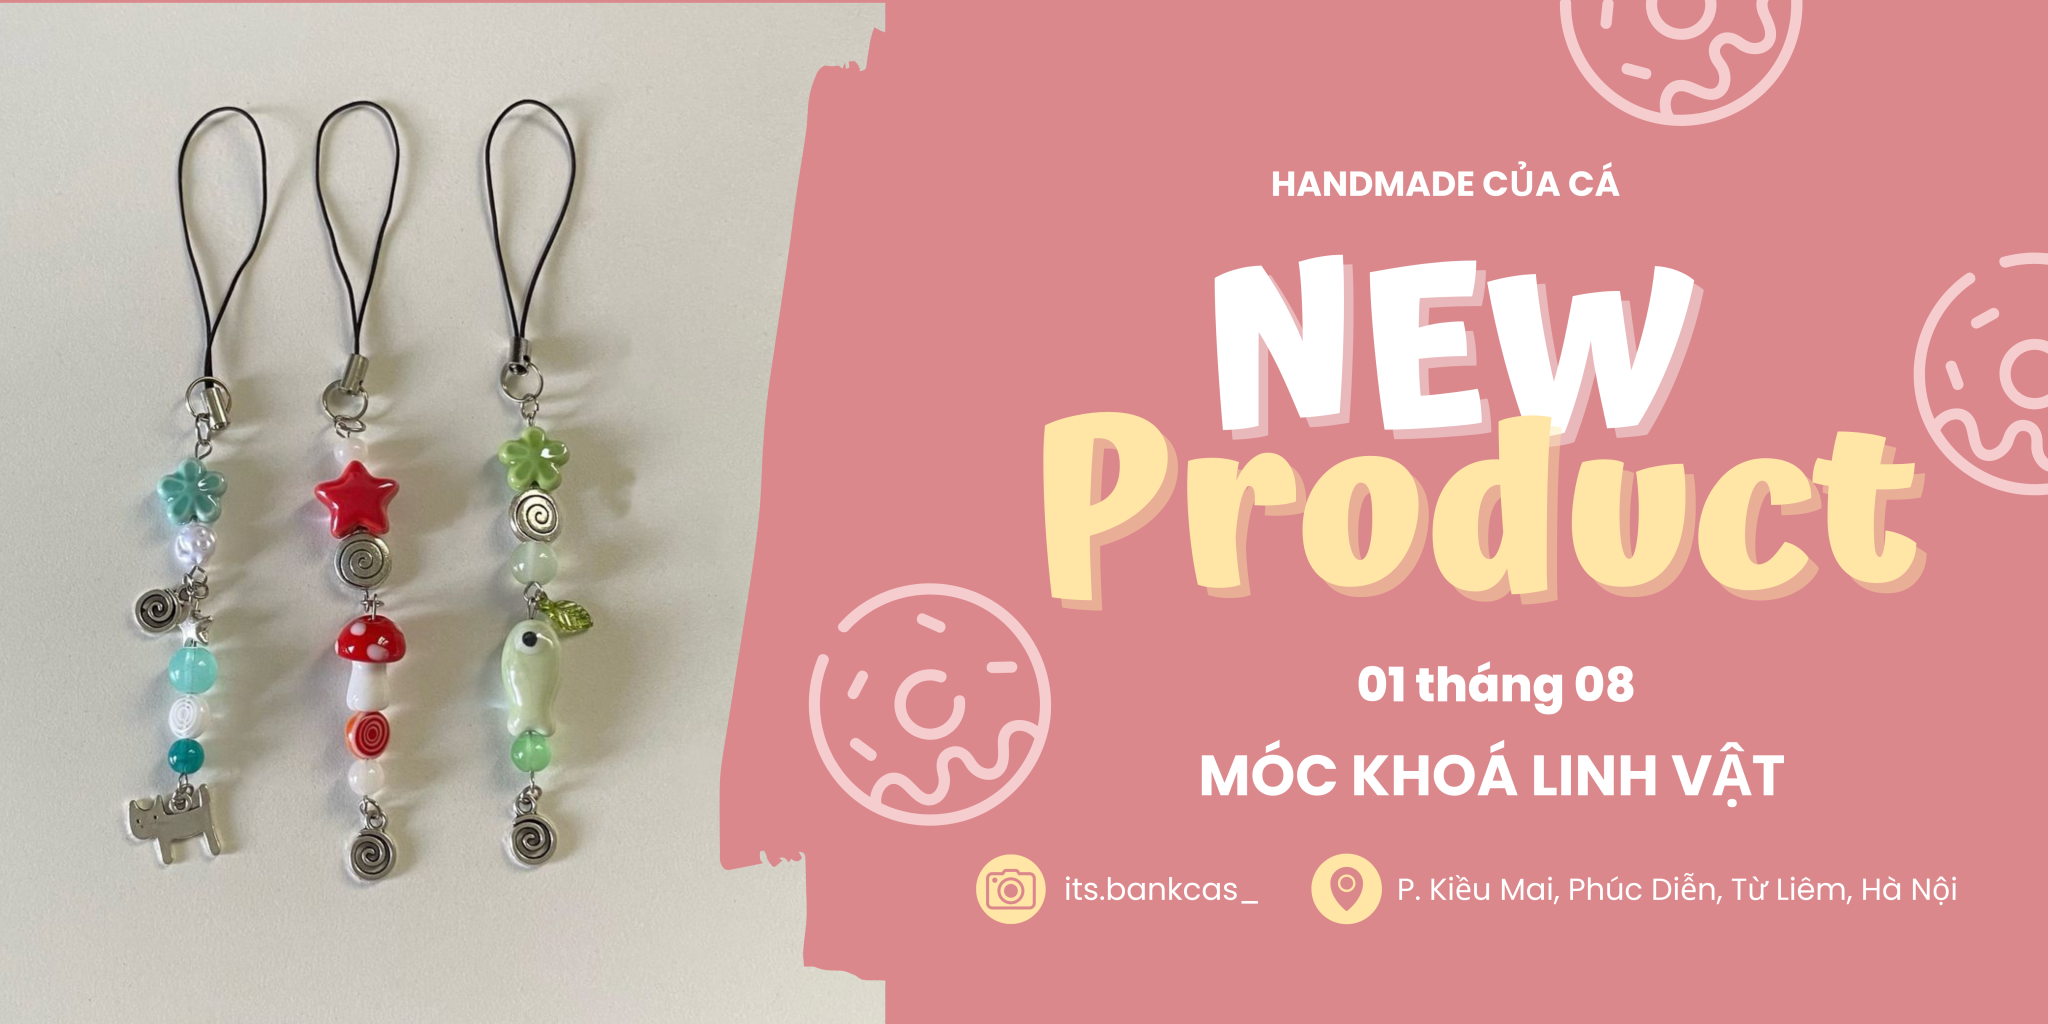 HANDMADE CỦA CÁ
NEW
Product
01 tháng 08
MÓC KHOÁ LINH VẬT
its.bankcas_
P. Kiều Mai, Phúc Diễn, Từ Liêm, Hà Nội